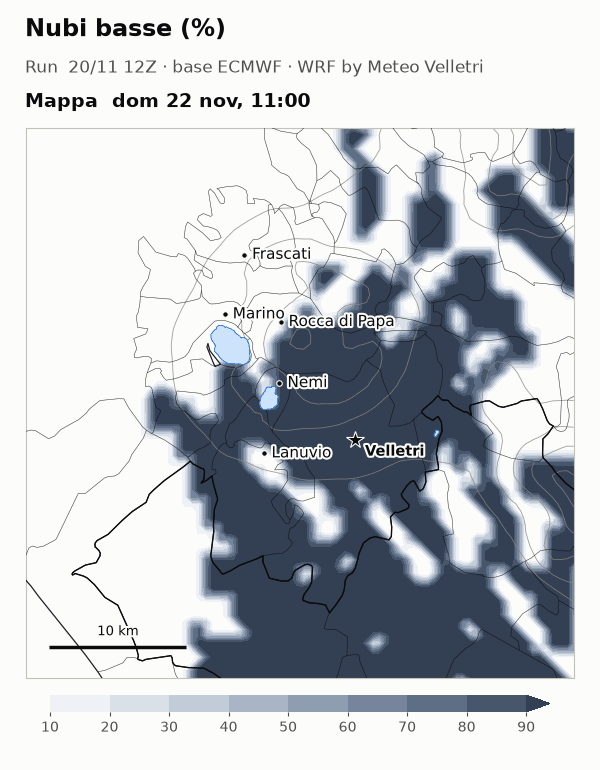 Nubi basse (%)
Run  20/11 12Z · base ECMWF · WRF by Meteo Velletri
Mappa  dom 22 nov, 11:00
Frascati
Marino
Rocca di Papa
Nemi
Velletri
Lanuvio
10 km
10 20 30 40 50 60 70 80 90